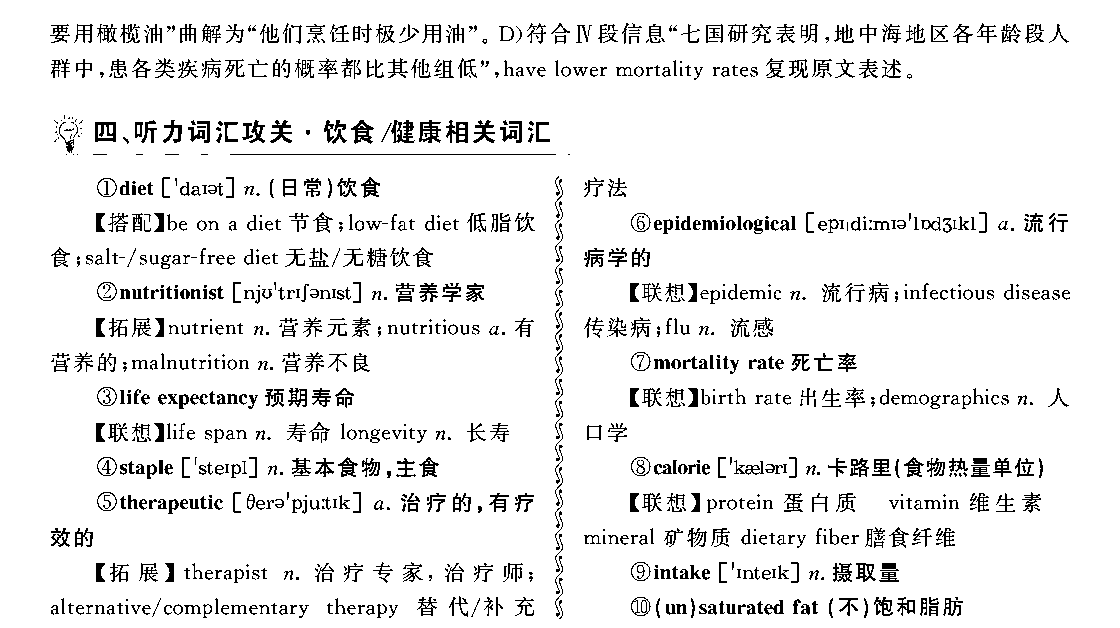 要用橄榄油”曲解为“他们烹饪时极少用油”。D)符合Ⅳ段信息“七国研究表明,地中海地区各年龄段人
群中,患各类疾病死亡的概率都比其他组低”,have lower mortality rates 复现原文表述。
四、听力词汇攻关·饮食/健康相关词汇
①diet [ˈdaɪət] n. (日常)饮食
【搭配】be on a diet 节食;low-fat diet 低脂饮
食;salt-/sugar-free diet 无盐/无糖饮食
②nutritionist [njʊˈtrɪʃənɪst] n. 营养学家
【拓展】nutrient n. 营养元素;nutritious a. 有
营养的;malnutrition n. 营养不良
③life expectancy 预期寿命
【联想】life span n. 寿命 longevity n. 长寿
④staple [ˈsteɪpl] n. 基本食物,主食
⑤therapeutic [θerəˈpjuːtɪk] a. 治疗的,有疗
效的
【拓展】therapist n. 治疗专家,治疗师;
alternative/complementary therapy 替代/补充
疗法
⑥epidemiological [epɪˌdiːmɪəˈlɒdʒɪkl] a. 流行
病学的
【联想】epidemic n. 流行病;infectious disease
传染病;flu n. 流感
⑦mortality rate 死亡率
【联想】birth rate 出生率;demographics n. 人
口学
⑧calorie [ˈkælərɪ] n. 卡路里(食物热量单位)
【联想】protein 蛋白质 vitamin 维生素
mineral 矿物质 dietary fiber 膳食纤维
⑨intake [ˈɪnteɪk] n. 摄取量
⑩(un)saturated fat (不)饱和脂肪